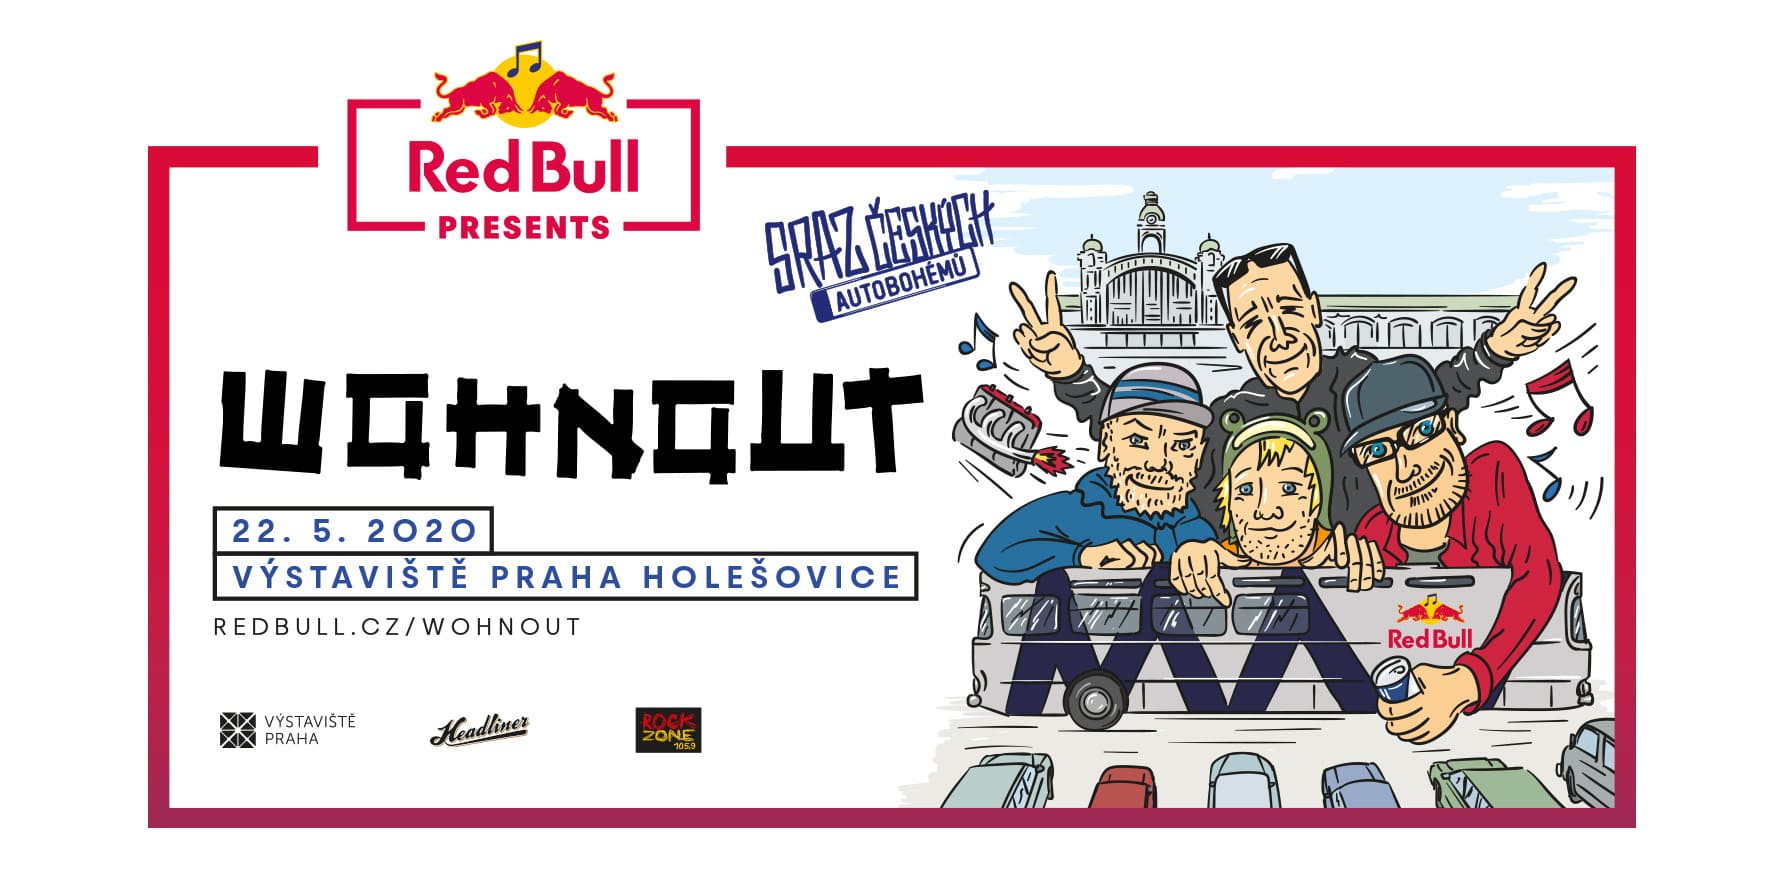 Red Bull
PRESENTS
SRAZ ČESKÝCH
AUTOBOHÉMŮ
WOHNOUT
22. 5. 2020
VÝSTAVIŠTĚ PRAHA HOLEŠOVICE
REDBULL.CZ/WOHNOUT
Red Bull
VÝSTAVIŠTĚ
PRAHA
Headliner
ROCK
ZONE
105.9